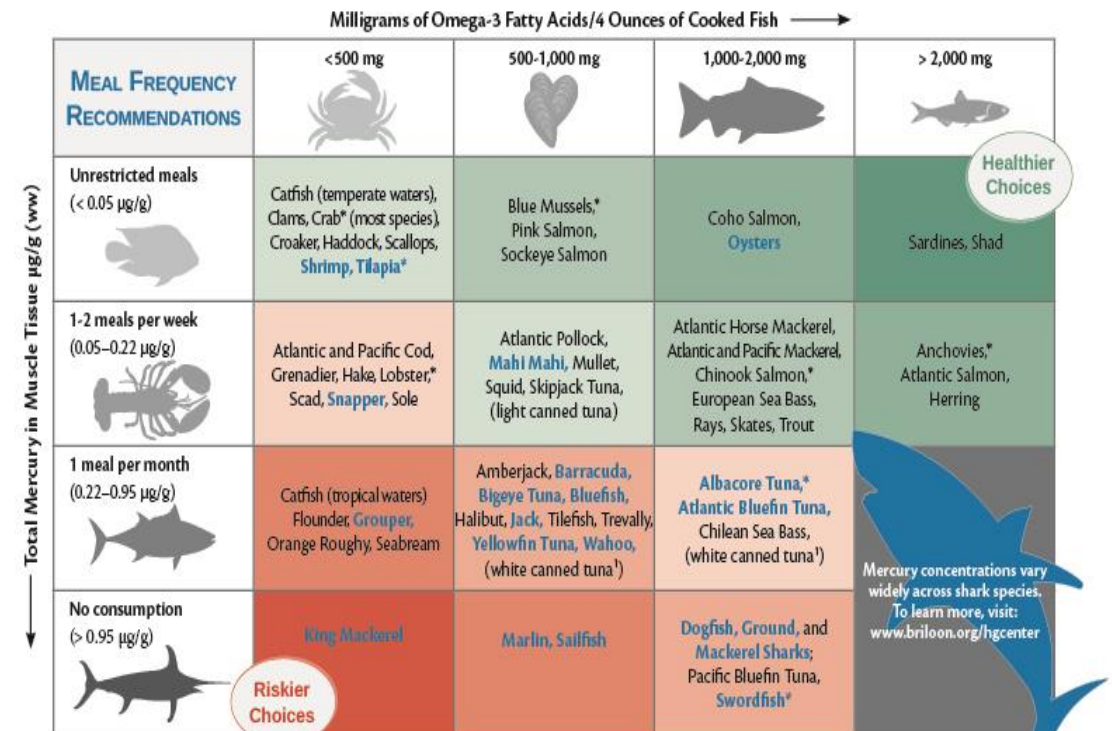 Milligrams of Omega-3 Fatty Acids/4 Ounces of Cooked Fish
MEAL FREQUENCY
RECOMMENDATIONS
<500 mg
500-1,000 mg
1,000-2,000 mg
> 2,000 mg
Healthier
Choices
Total Mercury in Muscle Tissue µg/g (ww)
Unrestricted meals
(< 0.05 µg/g)
Catfish (temperate waters),
Clams, Crab* (most species),
Croaker, Haddock, Scallops,
Shrimp, Tilapia*
Blue Mussels,*
Pink Salmon,
Sockeye Salmon
Coho Salmon,
Oysters
Sardines, Shad
1-2 meals per week
(0.05–0.22 µg/g)
Atlantic and Pacific Cod,
Grenadier, Hake, Lobster,*
Scad, Snapper, Sole
Atlantic Pollock,
Mahi Mahi, Mullet,
Squid, Skipjack Tuna,
(light canned tuna)
Atlantic Horse Mackerel,
Atlantic and Pacific Mackerel,
Chinook Salmon,*
European Sea Bass,
Rays, Skates, Trout
Anchovies,*
Atlantic Salmon,
Herring
1 meal per month
(0.22–0.95 µg/g)
Catfish (tropical waters)
Flounder, Grouper,
Orange Roughy, Seabream
Amberjack, Barracuda,
Bigeye Tuna, Bluefish,
Halibut, Jack, Tilefish, Trevally,
Yellowfin Tuna, Wahoo,
(white canned tuna¹)
Albacore Tuna,*
Atlantic Bluefin Tuna,
Chilean Sea Bass,
(white canned tuna¹)
Mercury concentrations vary
widely across shark species.
To learn more, visit:
www.briloon.org/hgcenter
No consumption
(> 0.95 µg/g)
King Mackerel
Marlin, Sailfish
Dogfish, Ground, and
Mackerel Sharks;
Pacific Bluefin Tuna,
Swordfish*
Riskier
Choices